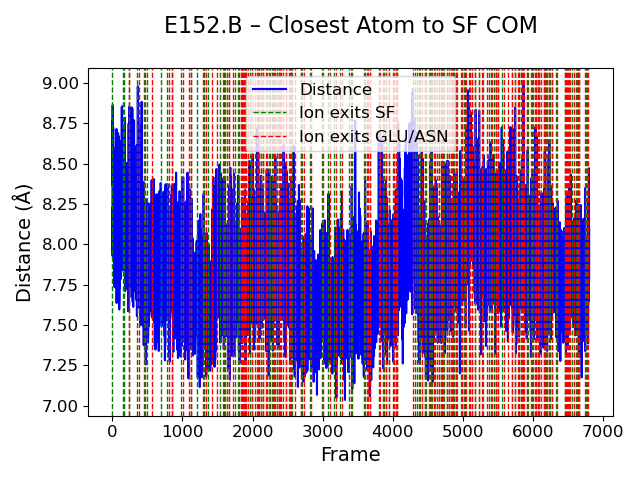 E152.B – Closest Atom to SF COM
Distance (Å)
9.00
8.75
8.50
8.25
8.00
7.75
7.50
7.25
7.00
Distance
Ion exits SF
Ion exits GLU/ASN
0 1000 2000 3000 4000 5000 6000 7000
Frame